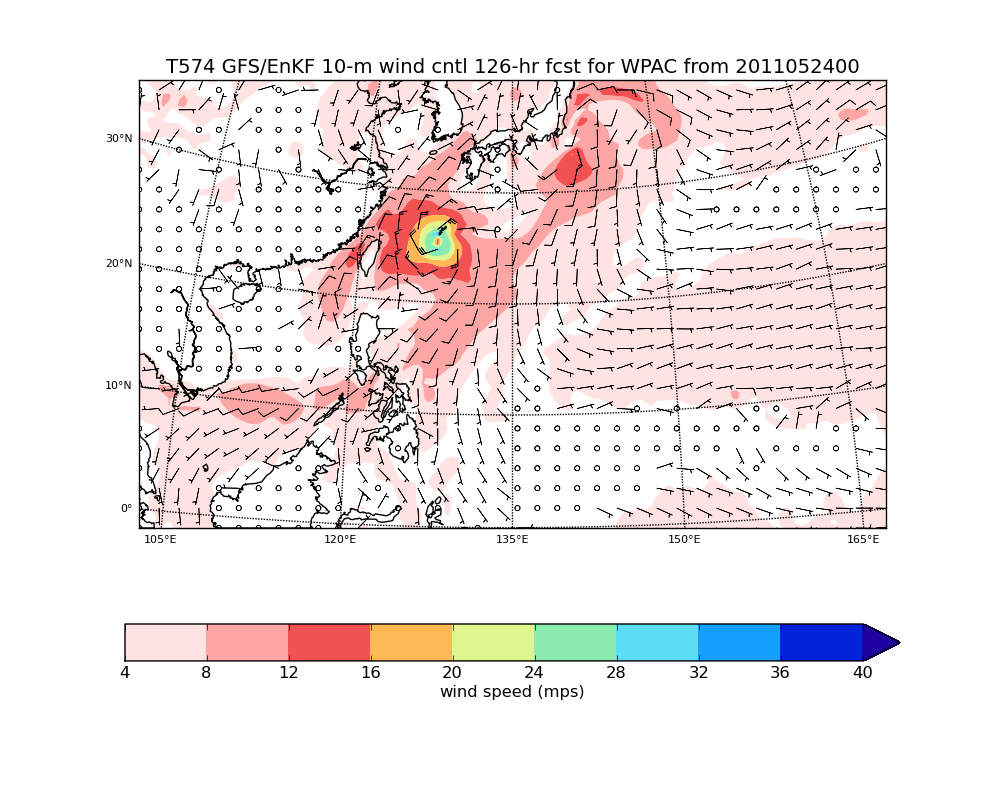 T574 GFS/EnKF 10-m wind cntl 126-hr fcst for WPAC from 2011052400
30°N
20°N
10°N
0°
105°E 120°E 135°E 150°E 165°E
4 8 12 16 20 24 28 32 36 40
wind speed (mps)